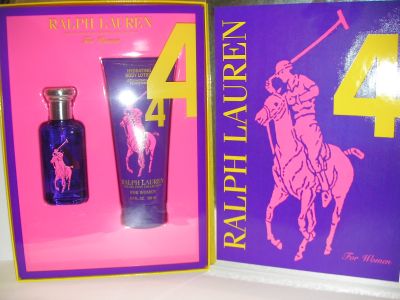 RALPH LAUREN
For Women
4
HYDRATING
BODY LOTION
4
RALPH LAUREN
FOR WOMEN
RALPH LAUREN
4
For Women